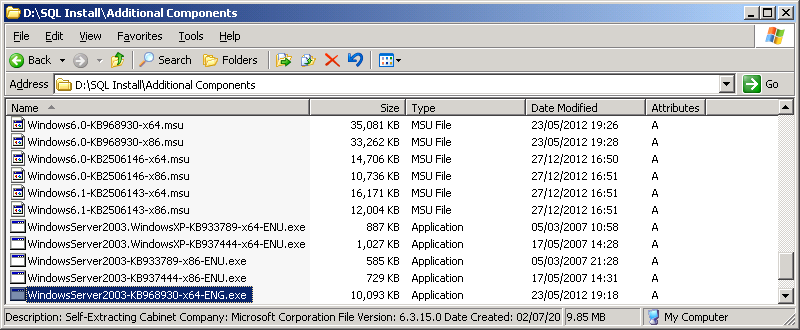 D:\SQL Install\Additional Components
File Edit View Favorites Tools Help
Back Search Folders
Address D:\SQL Install\Additional Components Go
Name Size Type Date Modified Attributes
Windows6.0-KB968930-x64.msu 35,081 KB MSU File 23/05/2012 19:26 A
Windows6.0-KB968930-x86.msu 33,262 KB MSU File 23/05/2012 19:28 A
Windows6.0-KB2506146-x64.msu 14,706 KB MSU File 27/12/2012 16:50 A
Windows6.0-KB2506146-x86.msu 10,736 KB MSU File 27/12/2012 16:50 A
Windows6.1-KB2506143-x64.msu 16,171 KB MSU File 27/12/2012 16:51 A
Windows6.1-KB2506143-x86.msu 12,004 KB MSU File 27/12/2012 16:51 A
WindowsServer2003.WindowsXP-KB933789-x64-ENU.exe 887 KB Application 05/03/2007 10:58 A
WindowsServer2003.WindowsXP-KB937444-x64-ENU.exe 1,027 KB Application 17/05/2007 14:28 A
WindowsServer2003-KB933789-x86-ENU.exe 585 KB Application 03/03/2007 21:28 A
WindowsServer2003-KB937444-x86-ENU.exe 729 KB Application 17/05/2007 14:31 A
WindowsServer2003-KB968930-x64-ENG.exe 10,093 KB Application 23/05/2012 19:18 A
Description: Self-Extracting Cabinet Company: Microsoft Corporation File Version: 6.3.15.0 Date Created: 02/07/20 9.85 MB My Computer